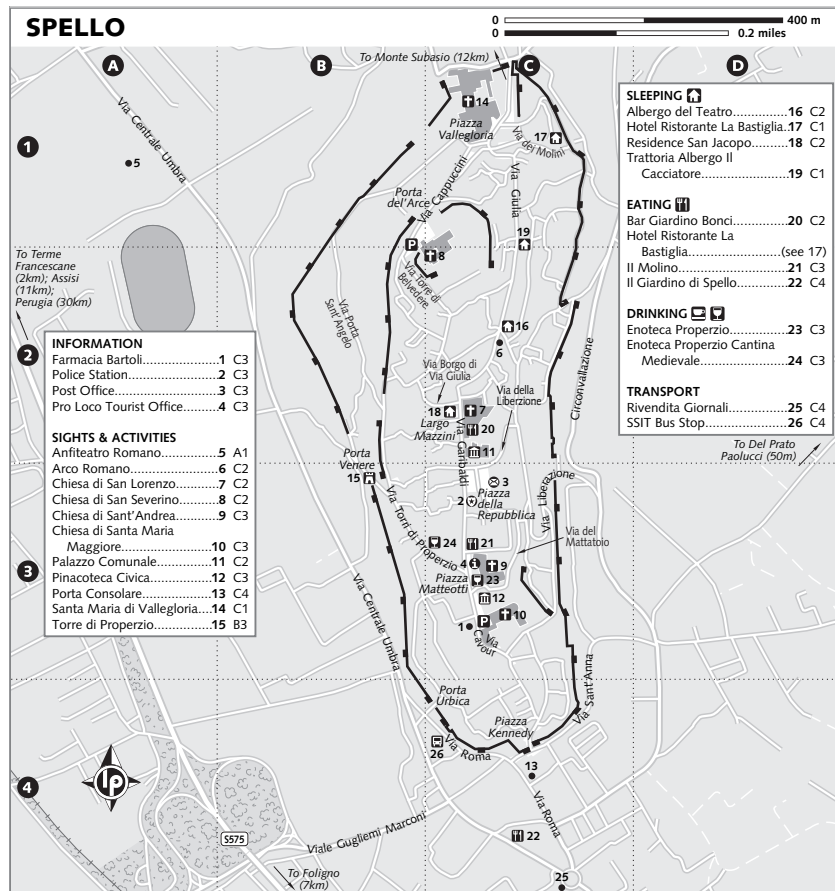 SPELLO
0 400 m
0 0.2 miles
A
B
C
D
1
2
3
4
To Monte Subasio (12km)
Via Centrale Umbra
5
14
Piazza
Vallegloria
Via dei Molini
17
Via Cappuccini
Via
Giulia
Porta
del'Arce
P
8
19
Via Torre di
Belvedere
To Terme
Francescane
(2km); Assisi
(11km);
Perugia (30km)
Via Porta
Sant'Angelo
16
6
Circonvallazione
Via Borgo di
Via Giulia
Via della
Liberzione
18
7
Largo
Mazzini
20
Via Garibaldi
11
Porta
Venere
15
3
2
Piazza
della
Repubblica
Via Liberazione
To Del Prato
Paolucci (50m)
Via Torri di Properzio
24
21
Via del
Mattatoio
4
9
Piazza
Matteotti
23
12
10
1
P
Via
Cavour
Via Centrale Umbra
Via Sant'Anna
Porta
Urbica
Piazza
Kennedy
26
Via Roma
13
Via Roma
lp
S575
Viale Gugliemi Marconi
22
To Foligno
(7km)
25
INFORMATION
Farmacia Bartoli......................1 C3
Police Station.........................2 C3
Post Office.............................3 C3
Pro Loco Tourist Office...........4 C3
SIGHTS & ACTIVITIES
Anfiteatro Romano.................5 A1
Arco Romano.........................6 C2
Chiesa di San Lorenzo............7 C2
Chiesa di San Severino...........8 C2
Chiesa di Sant'Andrea............9 C3
Chiesa di Santa Maria
Maggiore..........................10 C3
Palazzo Comunale................11 C2
Pinacoteca Civica.................12 C3
Porta Consolare....................13 C4
Santa Maria di Vallegloria....14 C1
Torre di Properzio................15 B3
SLEEPING
Albergo del Teatro...............16 C2
Hotel Ristorante La Bastiglia.17 C1
Residence San Jacopo..........18 C2
Trattoria Albergo Il
Cacciatore.......................19 C1
EATING
Bar Giardino Bonci...............20 C2
Hotel Ristorante La
Bastiglia.....................(see 17)
Il Molino..............................21 C3
Il Giardino di Spello.............22 C4
DRINKING
Enoteca Properzio................23 C3
Enoteca Properzio Cantina
Medievale.......................24 C3
TRANSPORT
Rivendita Giornali.................25 C4
SSIT Bus Stop.......................26 C4